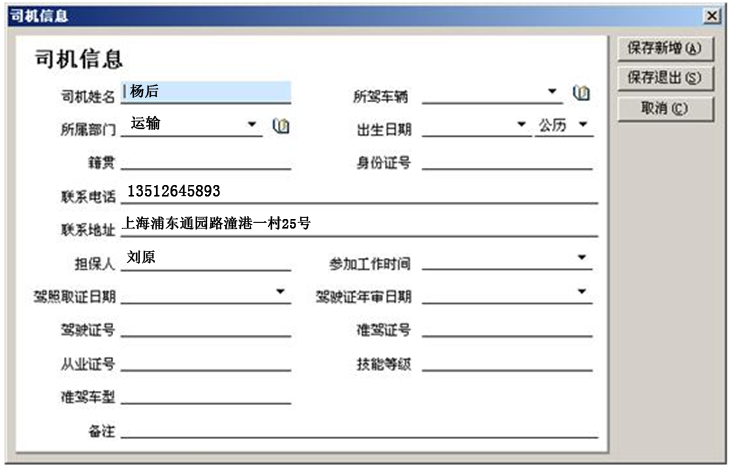 司机信息
司机信息
保存新增(A)
保存退出(S)
取消(C)
司机姓名 杨后 所驾车辆
所属部门 运输 出生日期 公历
籍贯 身份证号
联系电话 13512645893
联系地址 上海浦东通园路潼港一村25号
担保人 刘原 参加工作时间
驾照取证日期 驾驶证年审日期
驾驶证号 准驾证号
从业证号 技能等级
准驾车型
备注